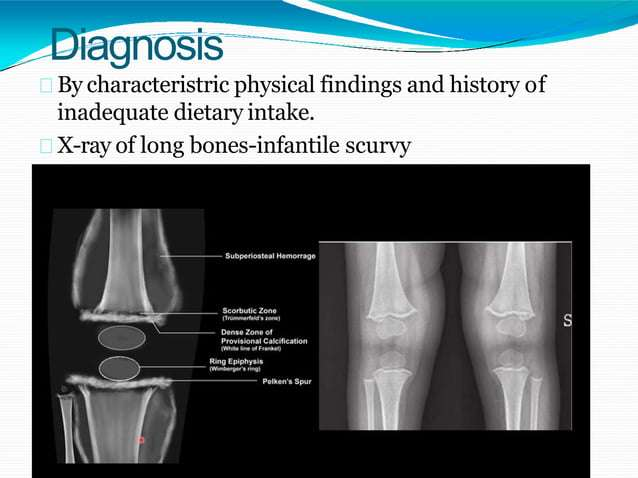 Diagnosis
By characteristric physical findings and history of
inadequate dietary intake.
X-ray of long bones-infantile scurvy
Subperiosteal Hemorrage
Scorbutic Zone
(Trümmerfeld's zone)
Dense Zone of
Provisional Calcification
(White line of Frankel)
Ring Epiphysis
(Wimberger's ring)
Pelken's Spur
S